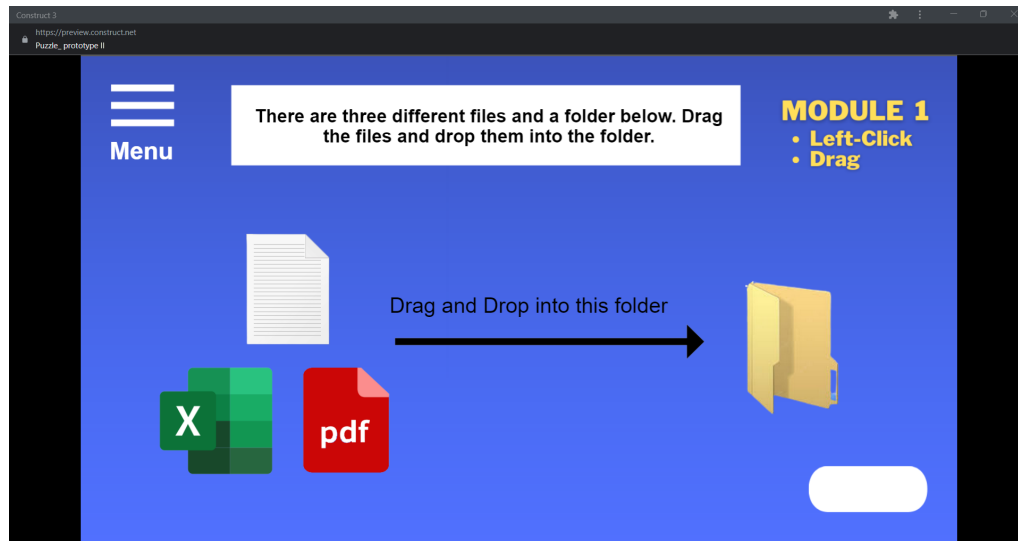 Construct 3
https://preview.construct.net
Puzzle_ prototype II
Menu
There are three different files and a folder below. Drag
the files and drop them into the folder.
MODULE 1
• Left-Click
• Drag
Drag and Drop into this folder
X
pdf